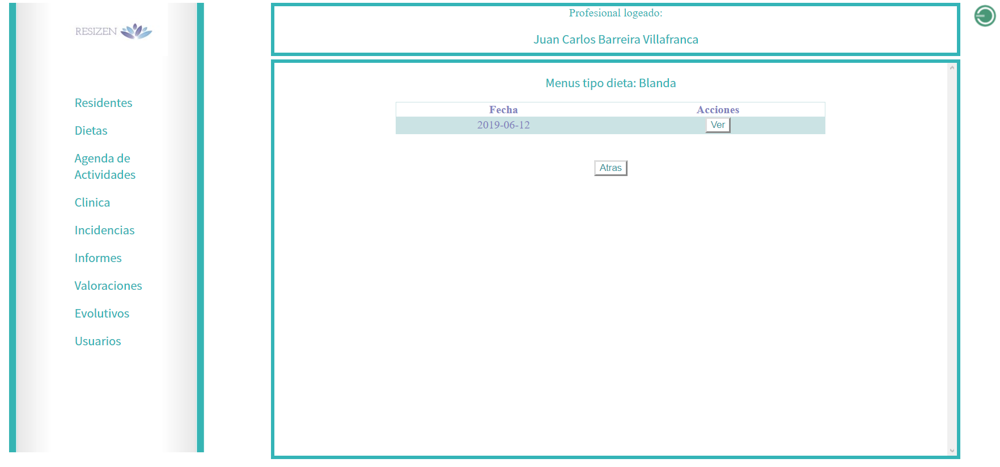 RESIZEN
Residentes
Dietas
Agenda de
Actividades
Clinica
Incidencias
Informes
Valoraciones
Evolutivos
Usuarios
Profesional logeado:
Juan Carlos Barreira Villafranca
Menus tipo dieta: Blanda
Fecha Acciones
2019-06-12 Ver
Atras